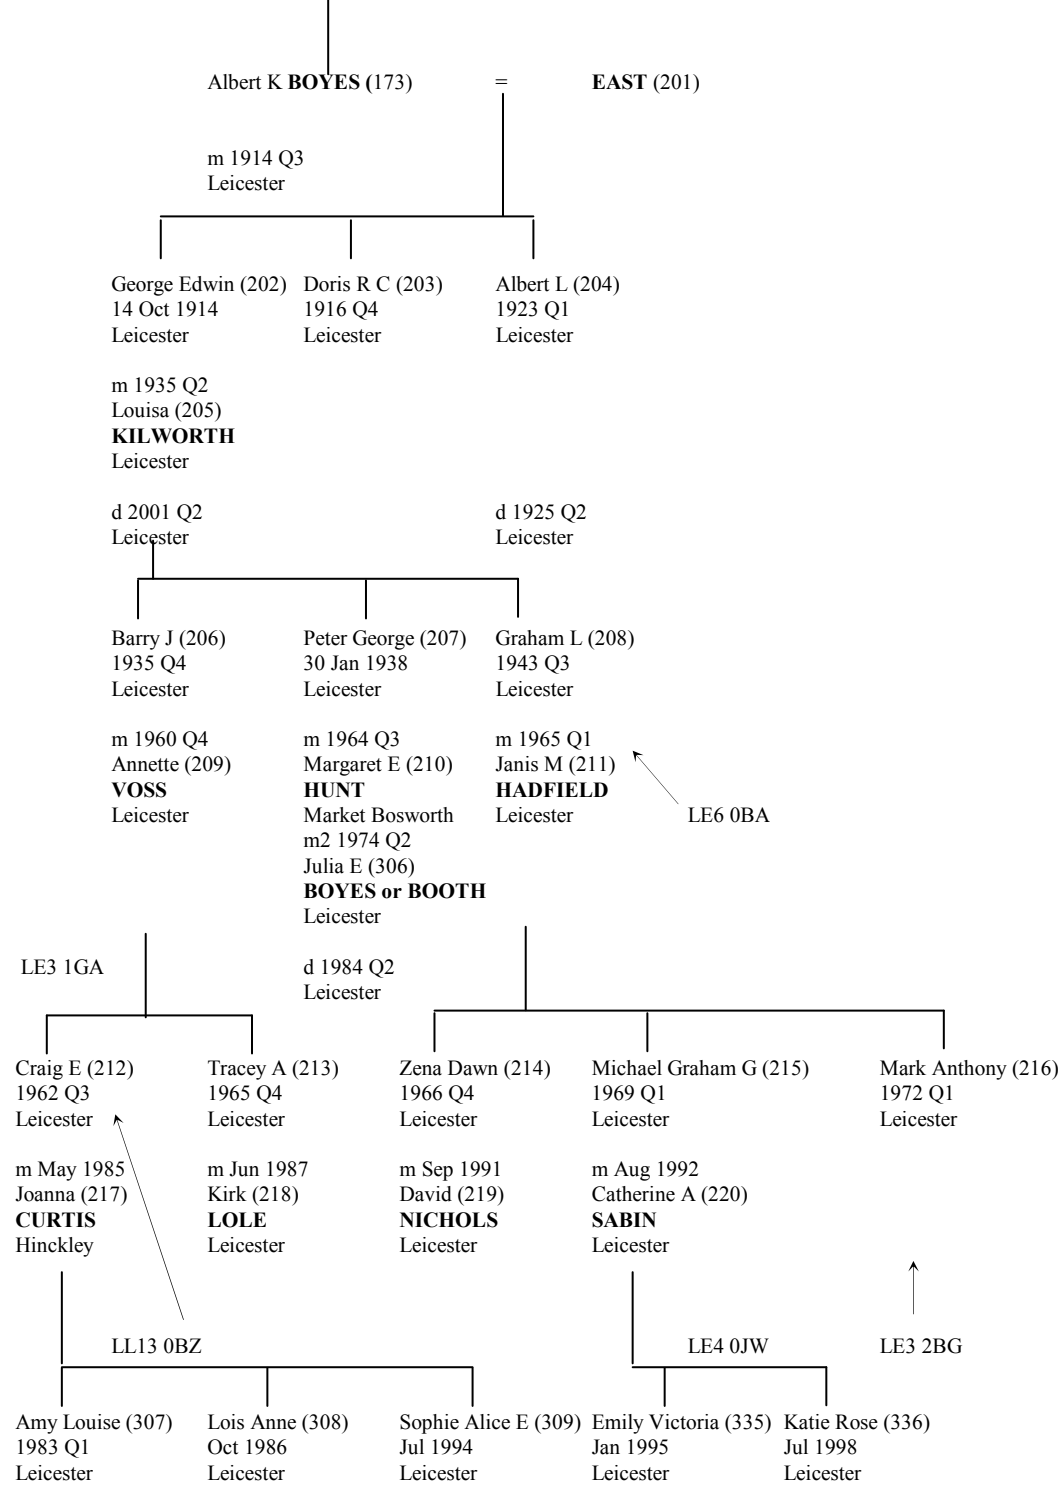 Albert K BOYES (173) = EAST (201)
m 1914 Q3
Leicester
George Edwin (202) Doris R C (203) Albert L (204)
14 Oct 1914 1916 Q4 1923 Q1
Leicester Leicester Leicester
m 1935 Q2
Louisa (205)
KILWORTH
Leicester
d 2001 Q2 d 1925 Q2
Leicester Leicester
Barry J (206) Peter George (207) Graham L (208)
1935 Q4 30 Jan 1938 1943 Q3
Leicester Leicester Leicester
m 1960 Q4 m 1964 Q3 m 1965 Q1
Annette (209) Margaret E (210) Janis M (211)
VOSS HUNT HADFIELD
Leicester Market Bosworth Leicester LE6 0BA
m2 1974 Q2
Julia E (306)
BOYES or BOOTH
Leicester
LE3 1GA d 1984 Q2
Leicester
Craig E (212) Tracey A (213) Zena Dawn (214) Michael Graham G (215) Mark Anthony (216)
1962 Q3 1965 Q4 1966 Q4 1969 Q1 1972 Q1
Leicester Leicester Leicester Leicester Leicester
m May 1985 m Jun 1987 m Sep 1991 m Aug 1992
Joanna (217) Kirk (218) David (219) Catherine A (220)
CURTIS LOLE NICHOLS SABIN
Hinckley Leicester Leicester Leicester
LL13 0BZ LE4 0JW LE3 2BG
Amy Louise (307) Lois Anne (308) Sophie Alice E (309) Emily Victoria (335) Katie Rose (336)
1983 Q1 Oct 1986 Jul 1994 Jan 1995 Jul 1998
Leicester Leicester Leicester Leicester Leicester